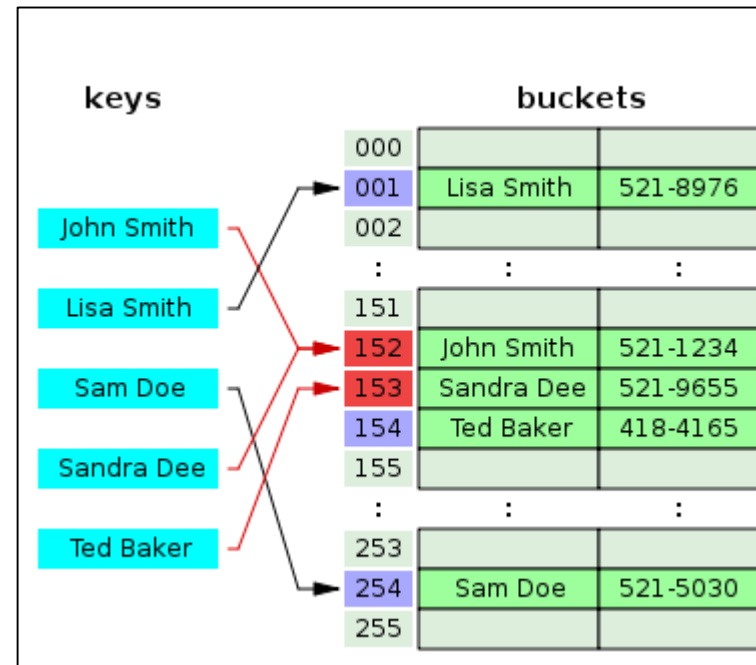 keys
buckets
000
001 Lisa Smith 521-8976
John Smith
002
: : :
Lisa Smith
151
152 John Smith 521-1234
Sam Doe
153 Sandra Dee 521-9655
154 Ted Baker 418-4165
Sandra Dee
155
: : :
Ted Baker
253
254 Sam Doe 521-5030
255